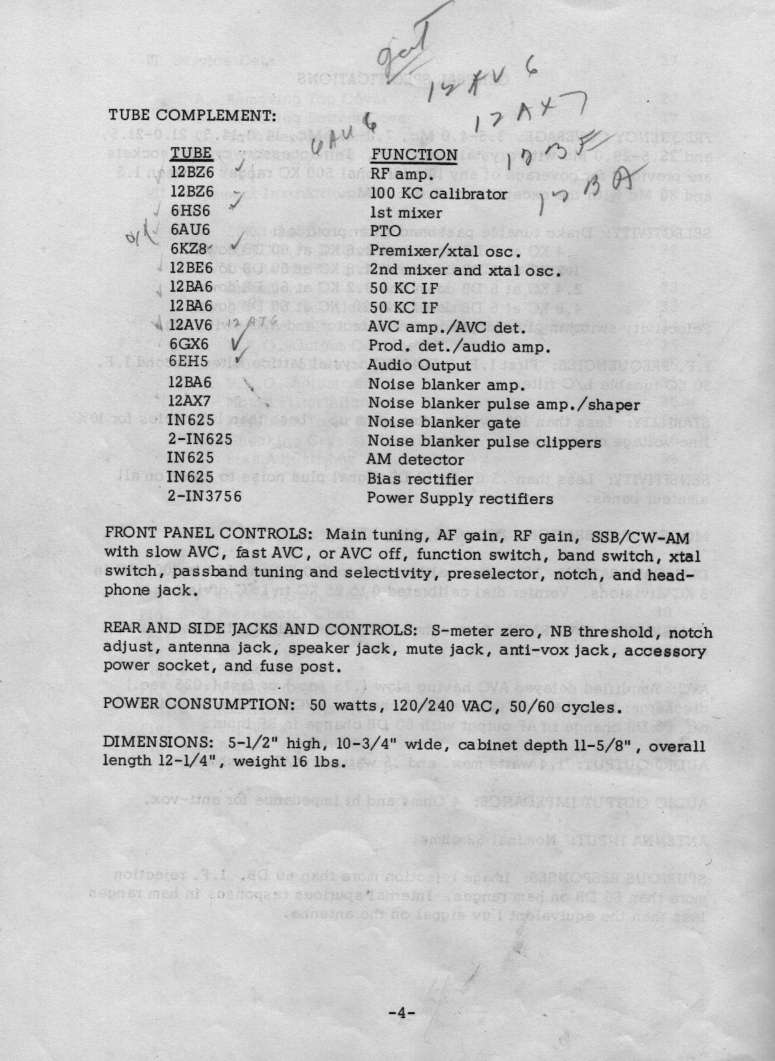 got
12AV6
12AX7
TUBE COMPLEMENT:
6AU6
12BE
12BA
TUBE FUNCTION
12BZ6 RF amp.
12BZ6 100 KC calibrator
6HS6 1st mixer
6AU6 PTO
6KZ8 Premixer/xtal osc.
12BE6 2nd mixer and xtal osc.
12BA6 50 KC IF
12BA6 50 KC IF
12AV6 12AT6 AVC amp./AVC det.
6GX6 Prod. det./audio amp.
6EH5 Audio Output
12BA6 Noise blanker amp.
12AX7 Noise blanker pulse amp./shaper
IN625 Noise blanker gate
2-IN625 Noise blanker pulse clippers
IN625 AM detector
IN625 Bias rectifier
2-IN3756 Power Supply rectifiers
FRONT PANEL CONTROLS: Main tuning, AF gain, RF gain, SSB/CW-AM
with slow AVC, fast AVC, or AVC off, function switch, band switch, xtal
switch, passband tuning and selectivity, preselector, notch, and head-
phone jack.
REAR AND SIDE JACKS AND CONTROLS: S-meter zero, NB threshold, notch
adjust, antenna jack, speaker jack, mute jack, anti-vox jack, accessory
power socket, and fuse post.
POWER CONSUMPTION: 50 watts, 120/240 VAC, 50/60 cycles.
DIMENSIONS: 5-1/2" high, 10-3/4" wide, cabinet depth 11-5/8", overall
length 12-1/4", weight 16 lbs.
-4-